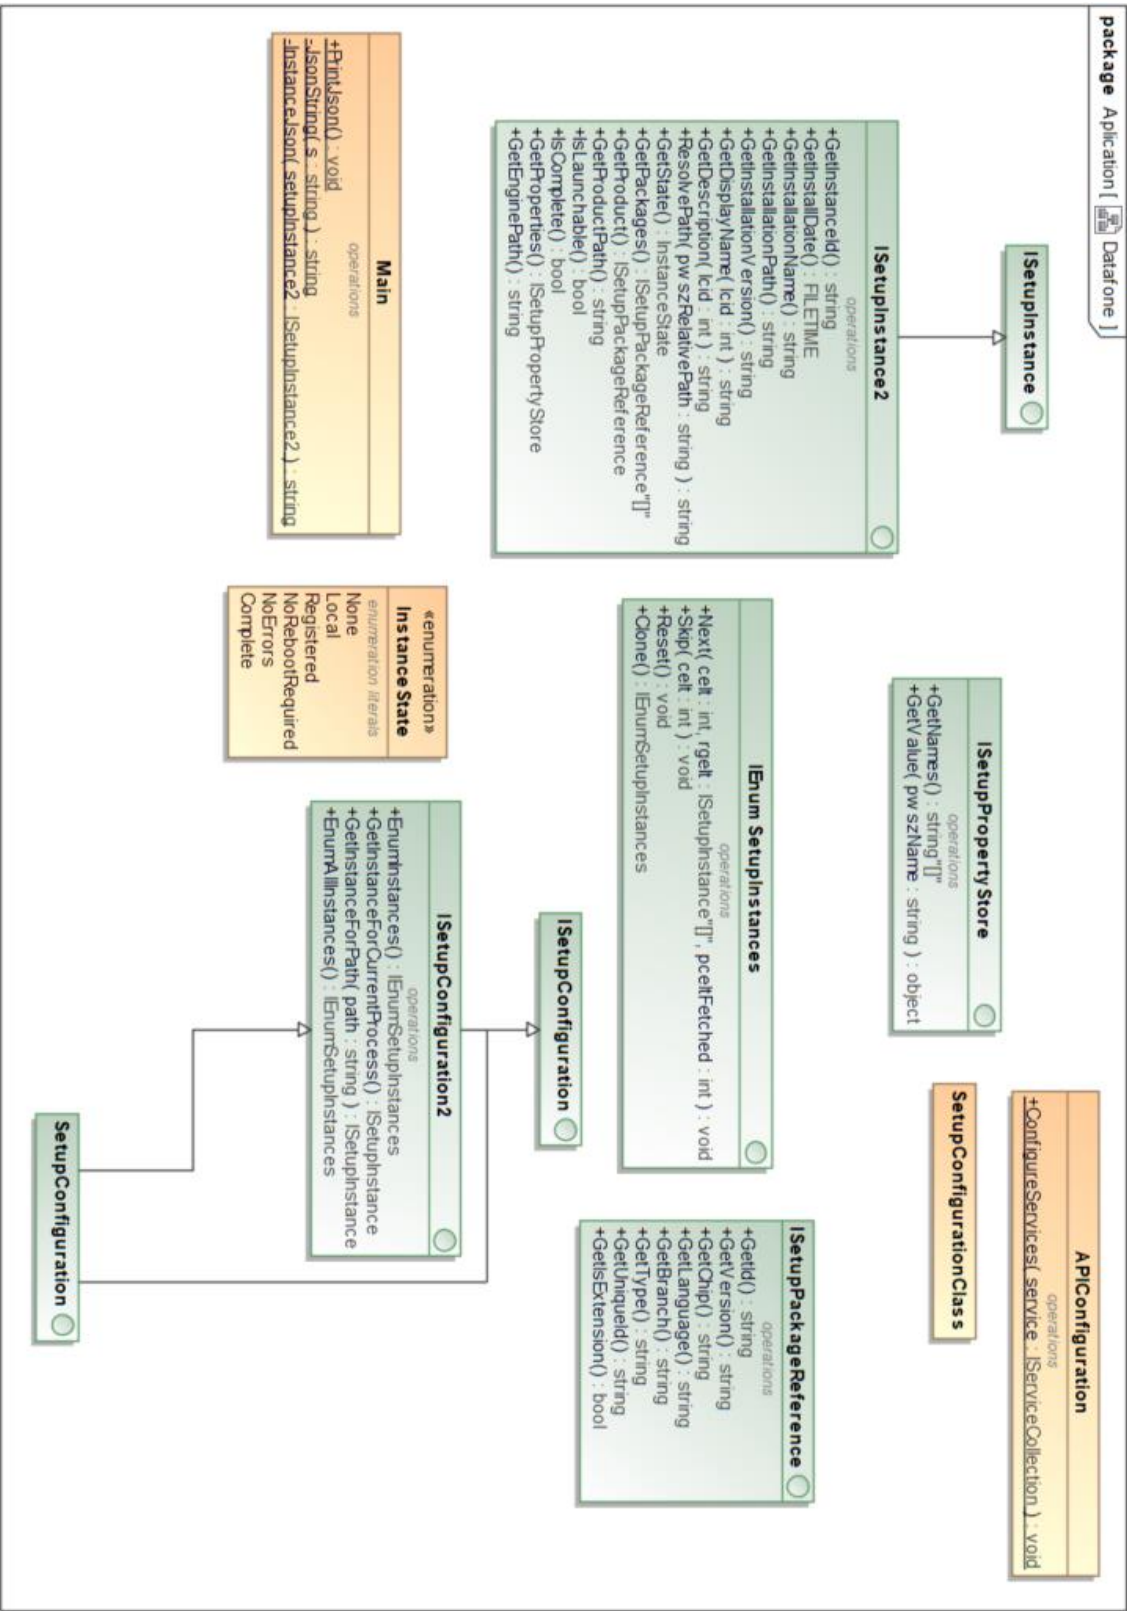 package Aplication [ Datafone ]
ISetupInstance
ISetupInstance2
operations
+GetInstanceId() : string
+GetInstallDate() : FILETIME
+GetInstallationName() : string
+GetInstallationPath() : string
+GetInstallationVersion() : string
+GetDisplayName( lcid : int ) : string
+GetDescription( lcid : int ) : string
+ResolvePath( pwszRelativePath : string ) : string
+GetState() : InstanceState
+GetPackages() : ISetupPackageReference"[]"
+GetProduct() : ISetupPackageReference
+GetProductPath() : string
+IsLaunchable() : bool
+IsComplete() : bool
+GetProperties() : ISetupPropertyStore
+GetEnginePath() : string
Main
operations
+PrintJson() : void
-JsonString( s : string ) : string
-InstanceJson( setupInstance2 : ISetupInstance2 ) : string
ISetupPropertyStore
operations
+GetNames() : string"[]"
+GetValue( pwszName : string ) : object
IEnumSetupInstances
operations
+Next( celt : int, rgelt : ISetupInstance"[]", pceltFetched : int ) : void
+Skip( celt : int ) : void
+Reset() : void
+Clone() : IEnumSetupInstances
«enumeration»
InstanceState
enumeration literals
None
Local
Registered
NoRebootRequired
NoErrors
Complete
ISetupConfiguration
ISetupConfiguration2
operations
+EnumInstances() : IEnumSetupInstances
+GetInstanceForCurrentProcess() : ISetupInstance
+GetInstanceForPath( path : string ) : ISetupInstance
+EnumAllInstances() : IEnumSetupInstances
SetupConfiguration
APIConfiguration
operations
+ConfigureServices( service : IServiceCollection ) : void
SetupConfigurationClass
ISetupPackageReference
operations
+GetId() : string
+GetVersion() : string
+GetChip() : string
+GetLanguage() : string
+GetBranch() : string
+GetType() : string
+GetUniqueId() : string
+GetIsExtension() : bool